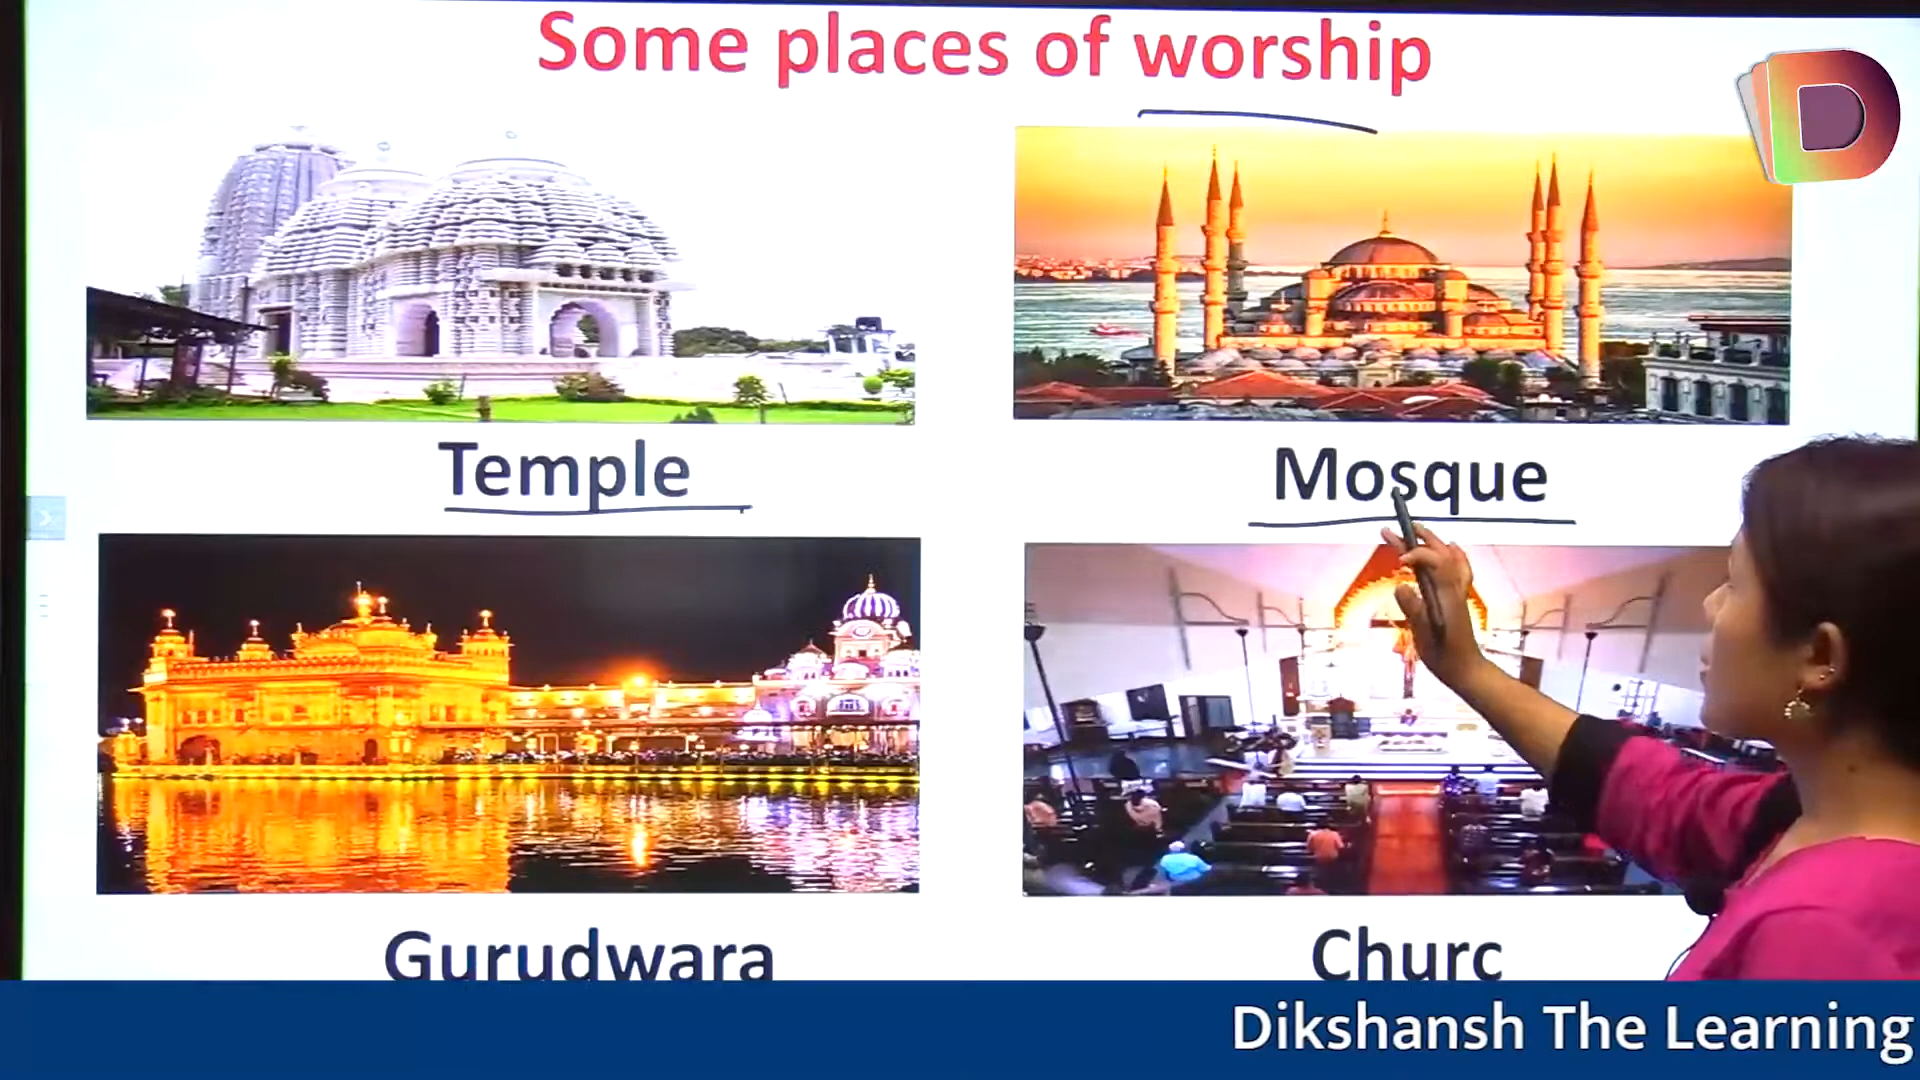 Some places of worship
Temple
Mosque
Gurudwara
Churc
Dikshansh The Learning